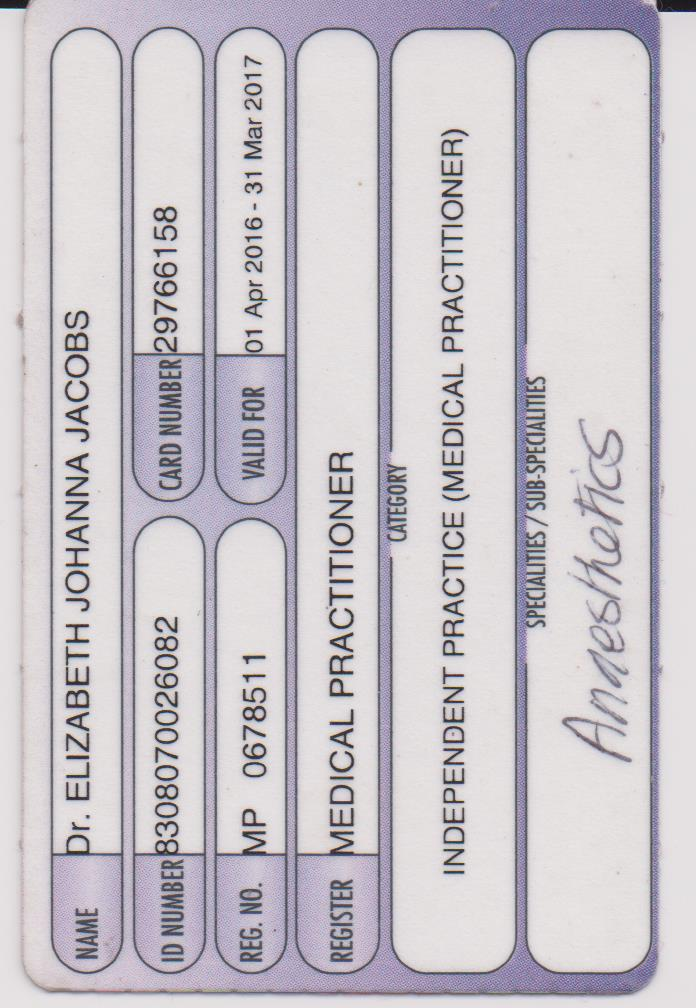 NAME Dr. ELIZABETH JOHANNA JACOBS
ID NUMBER 8308070026082 CARD NUMBER 29766158
REG. NO. MP 0678511 VALID FOR 01 Apr 2016 - 31 Mar 2017
REGISTER MEDICAL PRACTITIONER
CATEGORY
INDEPENDENT PRACTICE (MEDICAL PRACTITIONER)
SPECIALITIES / SUB-SPECIALITIES
Anaesthetics